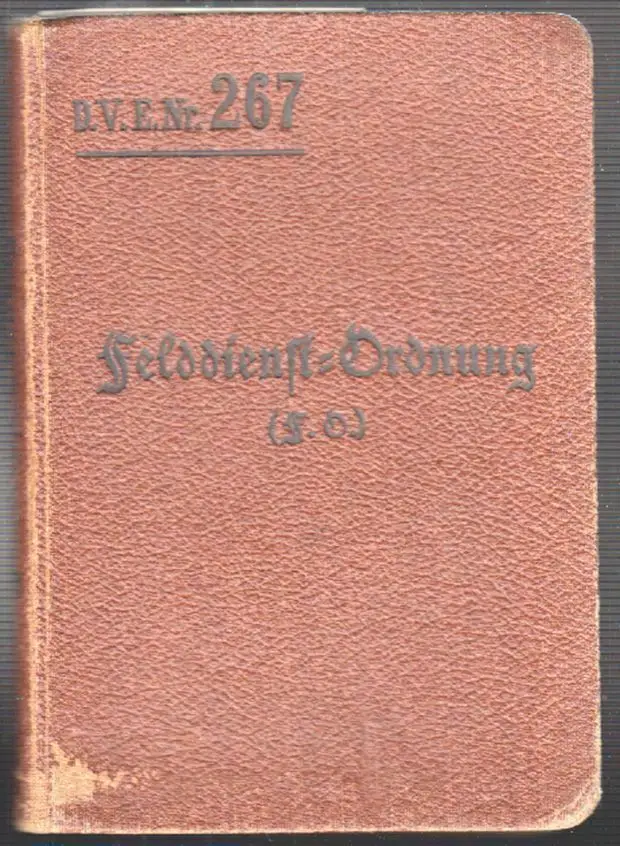 D.V.E.Nr. 267
Felddienst=Ordnung
(F. O.)